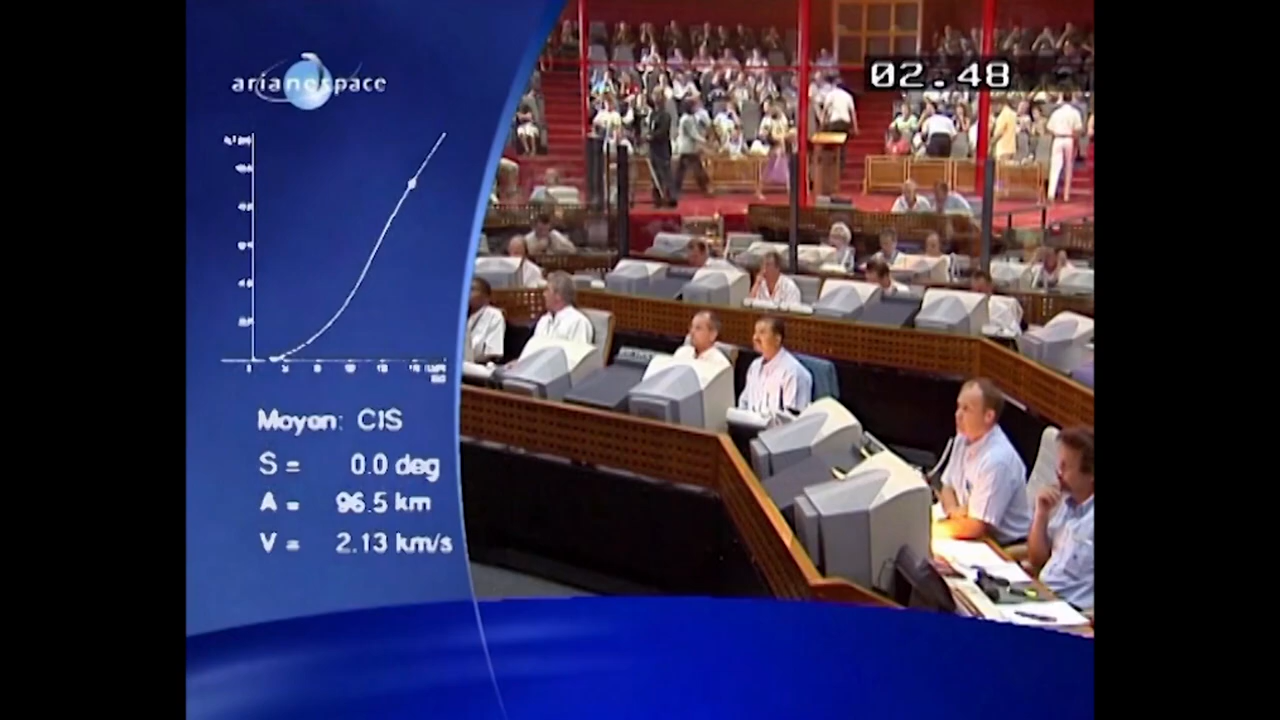 arianespace
02.48
Moyen: CIS
S = 0.0 deg
A = 96.5 km
V = 2.13 km/s